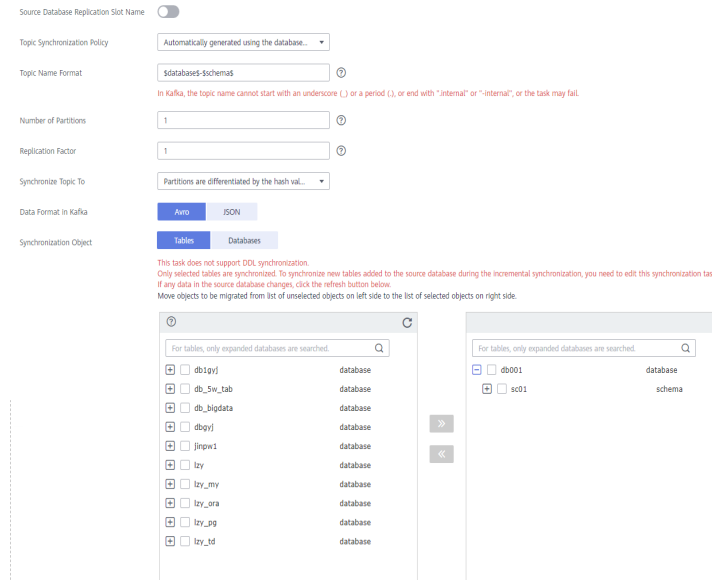 Source Database Replication Slot Name
Topic Synchronization Policy
Automatically generated using the database...
Topic Name Format
$database$-$schema$
In Kafka, the topic name cannot start with an underscore (_) or a period (.), or end with ".internal" or "-internal", or the task may fail.
Number of Partitions
1
Replication Factor
1
Synchronize Topic To
Partitions are differentiated by the hash val...
Data Format in Kafka
Avro JSON
Synchronization Object
Tables Databases
This task does not support DDL synchronization.
Only selected tables are synchronized. To synchronize new tables added to the source database during the incremental synchronization, you need to edit this synchronization tas
If any data in the source database changes, click the refresh button below.
Move objects to be migrated from list of unselected objects on left side to the list of selected objects on right side.
For tables, only expanded databases are searched.
db1gyj database
db_5w_tab database
db_bigdata database
dbgyj database
jinpw1 database
lzy database
lzy_my database
lzy_ora database
lzy_pg database
lzy_td database
For tables, only expanded databases are searched.
db001 database
sc01 schema